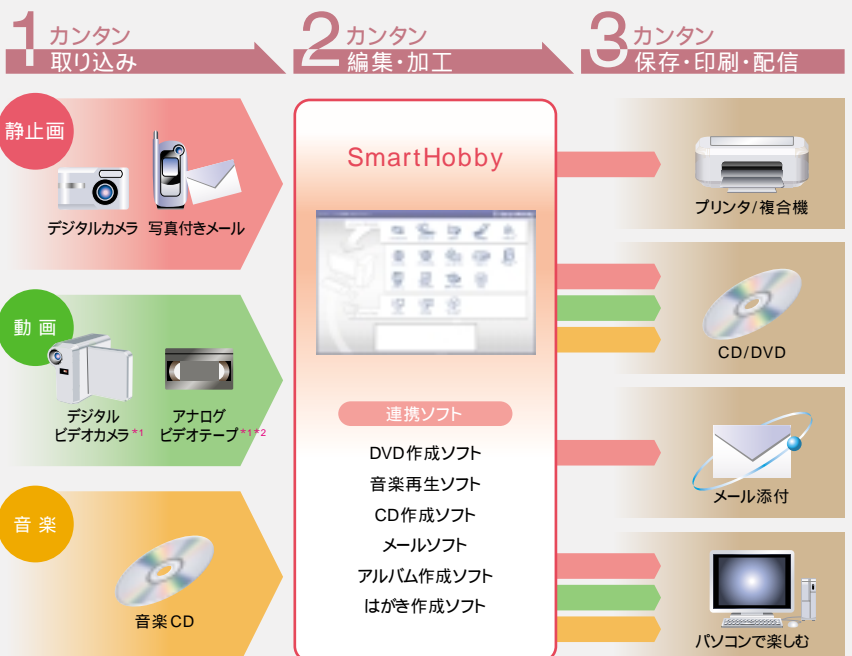 1 カンタン
取り込み
2 カンタン
編集・加工
3 カンタン
保存・印刷・配信
静止画
デジタルカメラ
写真付きメール
動画
デジタル
ビデオカメラ*1
アナログ
ビデオテープ*1*2
音楽
音楽CD
SmartHobby
連携ソフト
DVD作成ソフト
音楽再生ソフト
CD作成ソフト
メールソフト
アルバム作成ソフト
はがき作成ソフト
プリンタ/複合機
CD/DVD
メール添付
パソコンで楽しむ